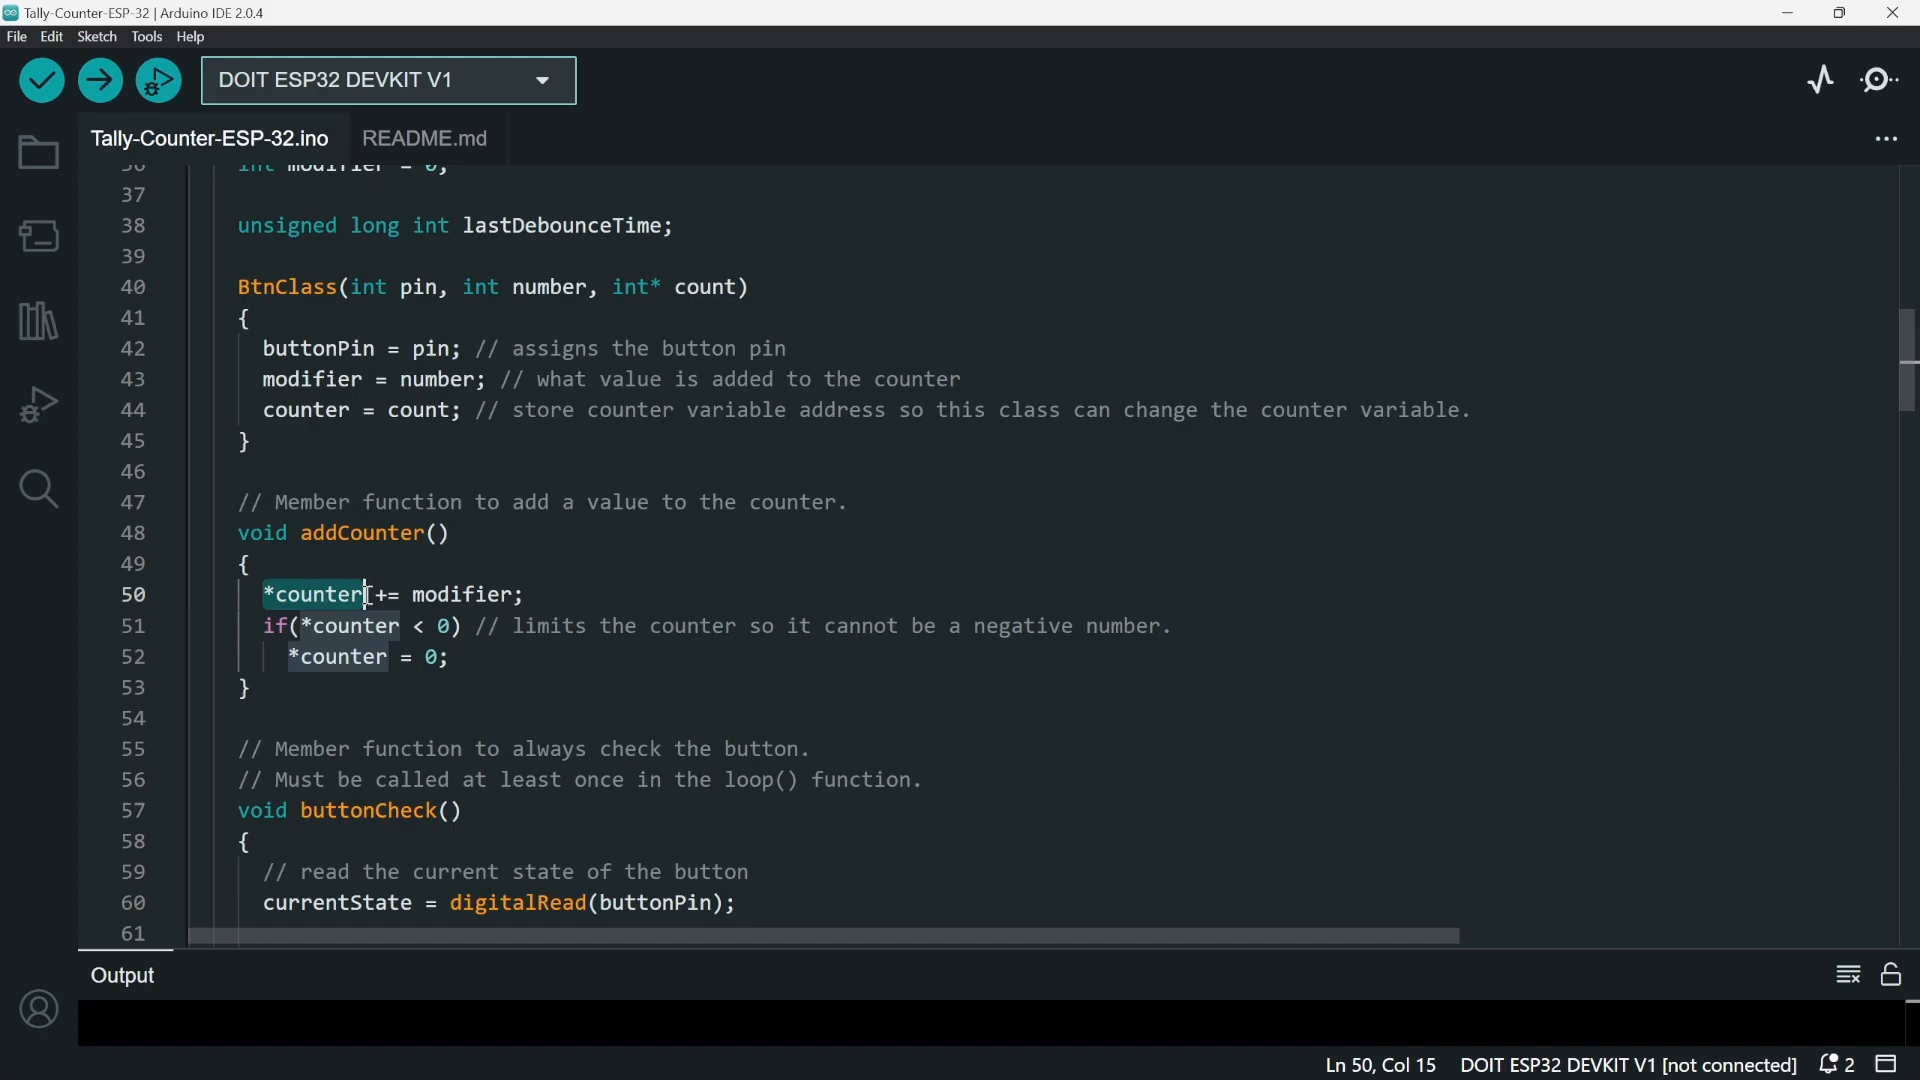 Tally-Counter-ESP-32 | Arduino IDE 2.0.4
File Edit Sketch Tools Help
DOIT ESP32 DEVKIT V1
Tally-Counter-ESP-32.ino README.md
36 int modifier = 0;
37
38 unsigned long int lastDebounceTime;
39
40 BtnClass(int pin, int number, int* count)
41 {
42 buttonPin = pin; // assigns the button pin
43 modifier = number; // what value is added to the counter
44 counter = count; // store counter variable address so this class can change the counter variable.
45 }
46
47 // Member function to add a value to the counter.
48 void addCounter()
49 {
50 *counter += modifier;
51 if(*counter < 0) // limits the counter so it cannot be a negative number.
52 *counter = 0;
53 }
54
55 // Member function to always check the button.
56 // Must be called at least once in the loop() function.
57 void buttonCheck()
58 {
59 // read the current state of the button
60 currentState = digitalRead(buttonPin);
61
Output
Ln 50, Col 15 DOIT ESP32 DEVKIT V1 [not connected] 2